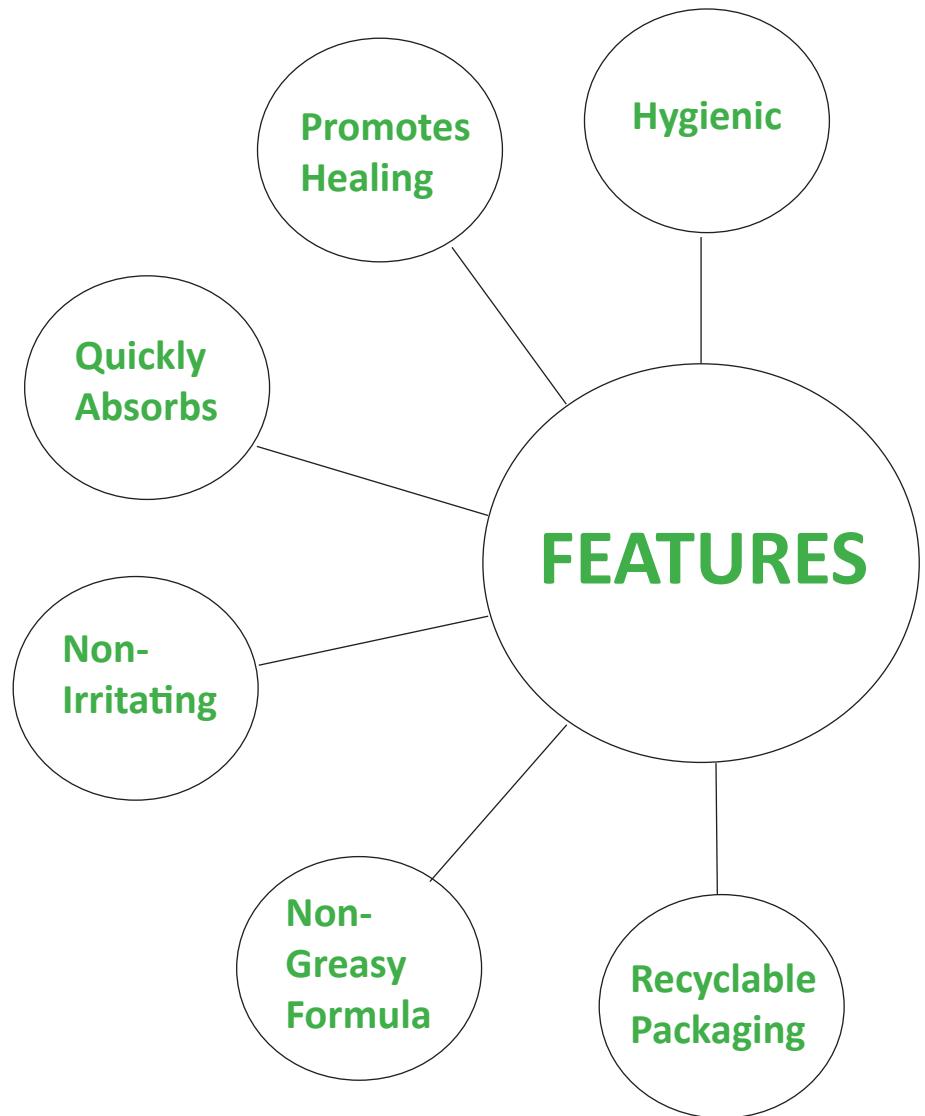 Hygienic
Promotes
Healing
Quickly
Absorbs
FEATURES
Non-
Irritating
Non-
Greasy
Formula
Recyclable
Packaging